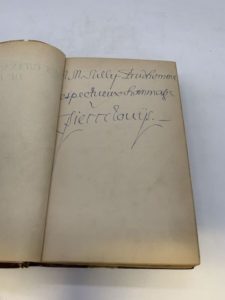 A M. Sully Prudhomme
respectueux hommage
Pierre Louÿs.